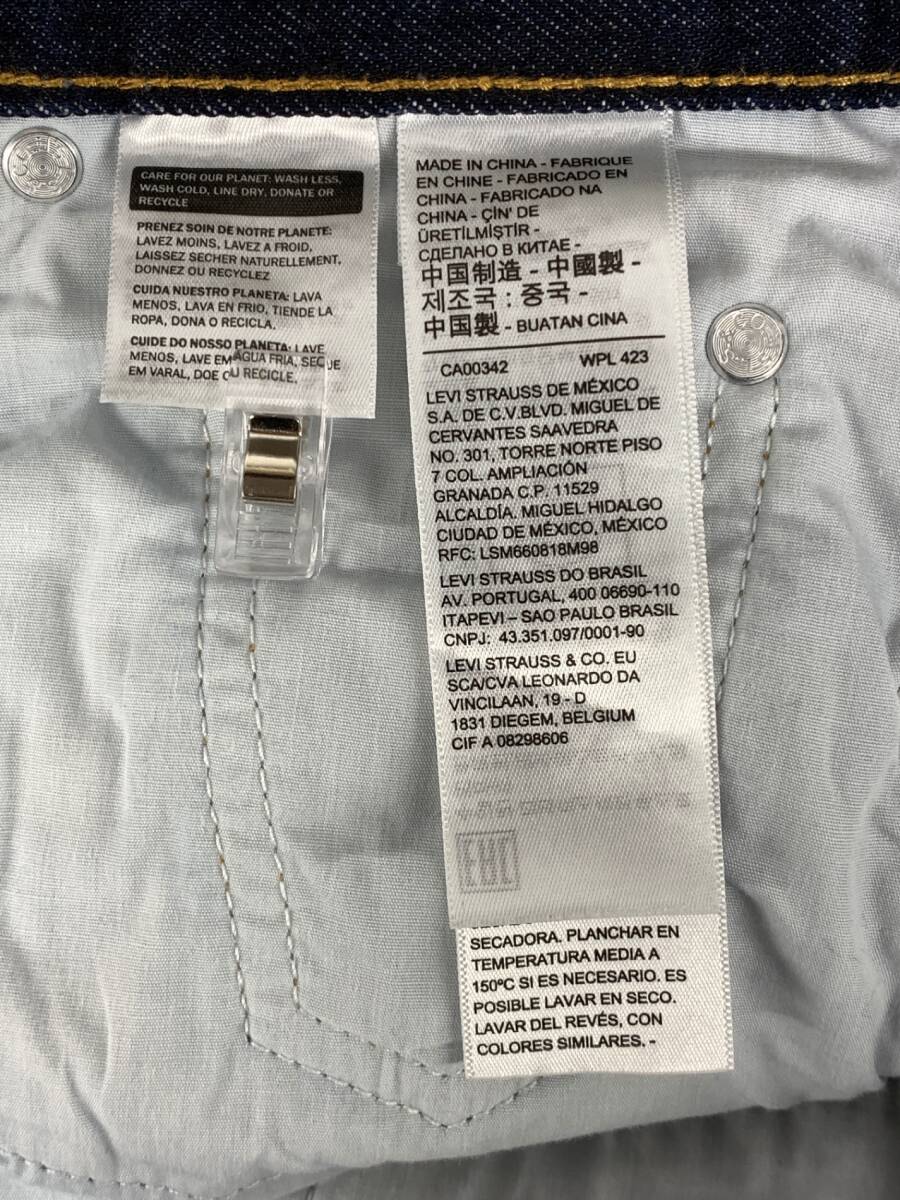 CARE FOR OUR PLANET: WASH LESS,
WASH COLD, LINE DRY, DONATE OR
RECYCLE
PRENEZ SOIN DE NOTRE PLANETE:
LAVEZ MOINS, LAVEZ A FROID,
LAISSEZ SECHER NATURELLEMENT,
DONNEZ OU RECYCLEZ
CUIDA NUESTRO PLANETA: LAVA
MENOS, LAVA EN FRIO, TIENDE LA
ROPA, DONA O RECICLA.
CUIDE DO NOSSO PLANETA: LAVE
MENOS, LAVE EM AGUA FRIA, SEQUE
EM VARAL, DOE OU RECICLE.
MADE IN CHINA - FABRIQUE
EN CHINE - FABRICADO EN
CHINA - FABRICADO NA
CHINA - ÇIN' DE
ÜRETİLMİŞTİR -
СДЕЛАНО В КИТАЕ -
中国制造 - 中國製 -
제조국 : 중국 -
中国製 - BUATAN CINA
CA00342 WPL 423
LEVI STRAUSS DE MÉXICO
S.A. DE C.V.BLVD. MIGUEL DE
CERVANTES SAAVEDRA
NO. 301, TORRE NORTE PISO
7 COL. AMPLIACIÓN
GRANADA C.P. 11529
ALCALDÍA. MIGUEL HIDALGO
CIUDAD DE MÉXICO, MÉXICO
RFC: LSM660818M98
LEVI STRAUSS DO BRASIL
AV. PORTUGAL, 400 06690-110
ITAPEVI – SAO PAULO BRASIL
CNPJ: 43.351.097/0001-90
LEVI STRAUSS & CO. EU
SCA/CVA LEONARDO DA
VINCILAAN, 19 - D
1831 DIEGEM, BELGIUM
CIF A 08298606
SECADORA. PLANCHAR EN
TEMPERATURA MEDIA A
150ºC SI ES NECESARIO. ES
POSIBLE LAVAR EN SECO.
LAVAR DEL REVÉS, CON
COLORES SIMILARES. -